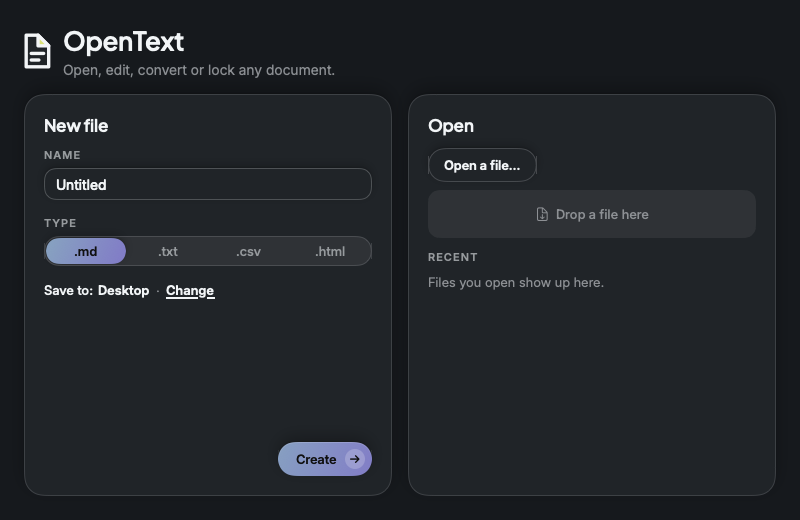 OpenText
Open, edit, convert or lock any document.
New file
NAME
Untitled
TYPE
.md .txt .csv .html
Save to: Desktop · Change
Create
Open
Open a file...
Drop a file here
RECENT
Files you open show up here.